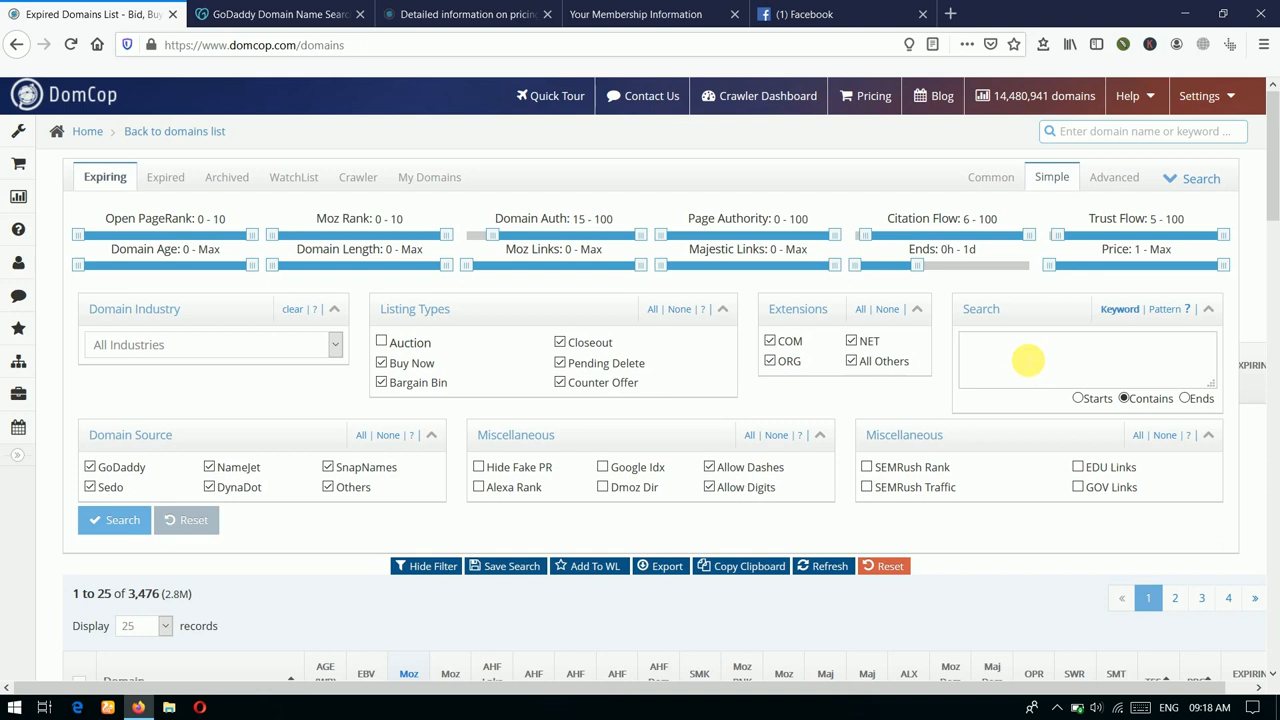 Expired Domains List - Bid, Buy
GoDaddy Domain Name Searc
Detailed information on pricin
Your Membership Information
(1) Facebook
https://www.domcop.com/domains
DomCop
Quick Tour
Contact Us
Crawler Dashboard
Pricing
Blog
14,480,941 domains
Help
Settings
Home > Back to domains list
Enter domain name or keyword ...
Expiring Expired Archived WatchList Crawler My Domains Common Simple Advanced Search
Open PageRank: 0 - 10 Moz Rank: 0 - 10 Domain Auth: 15 - 100 Page Authority: 0 - 100 Citation Flow: 6 - 100 Trust Flow: 5 - 100
Domain Age: 0 - Max Domain Length: 0 - Max Moz Links: 0 - Max Majestic Links: 0 - Max Ends: 0h - 1d Price: 1 - Max
Domain Industry clear | ? |
All Industries
Listing Types All | None | ? |
Auction Closeout
Buy Now Pending Delete
Bargain Bin Counter Offer
Extensions All | None |
COM NET
ORG All Others
Search Keyword | Pattern ? |
Starts Contains Ends
EXPIRIN
Domain Source All | None | ? |
GoDaddy NameJet SnapNames
Sedo DynaDot Others
Miscellaneous All | None | ? |
Hide Fake PR Google Idx Allow Dashes
Alexa Rank Dmoz Dir Allow Digits
Miscellaneous All | None | ? |
SEMRush Rank EDU Links
SEMRush Traffic GOV Links
Search Reset
Hide Filter Save Search Add To WL Export Copy Clipboard Refresh Reset
1 to 25 of 3,476 (2.8M)
« 1 2 3 4 »
Display 25 records
Domain AGE EBV Moz Moz AHF AHF AHF AHF AHF SMK Moz Moz Maj Maj ALX Moz Maj OPR SWR SMT EXPIRIN
K
ENG 09:18 AM